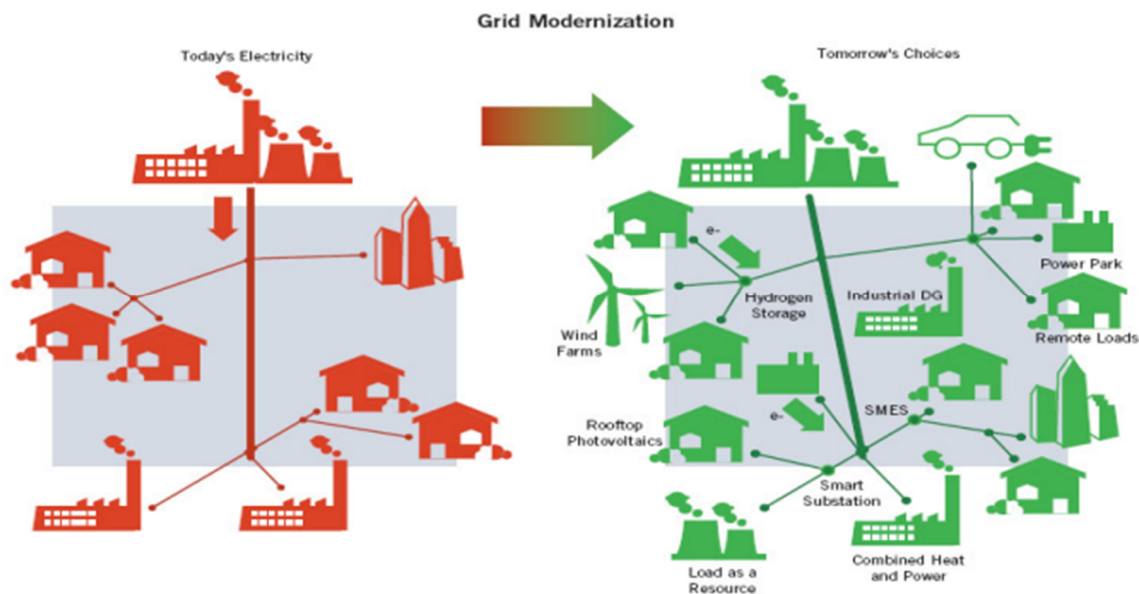 Grid Modernization
Today's Electricity
Tomorrow's Choices
e-
Power Park
Hydrogen
Storage
Industrial DG
Wind
Farms
Remote Loads
SMES
e-
Rooftop
Photovoltaics
Smart
Substation
Combined Heat
and Power
Load as a
Resource